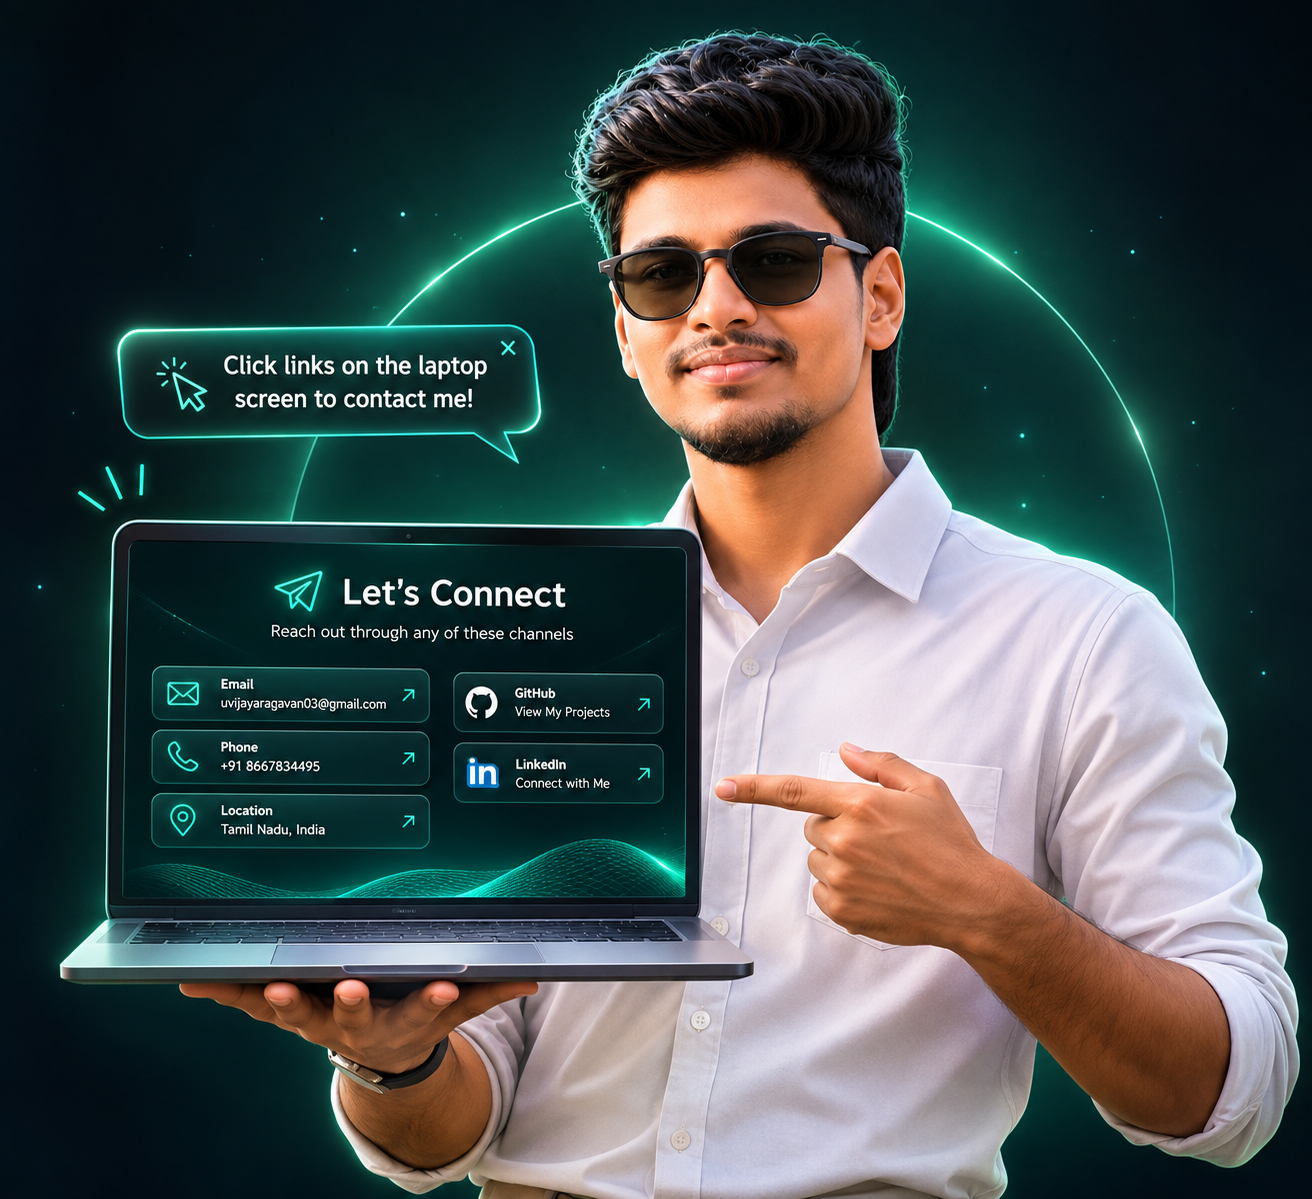 Click links on the laptop
screen to contact me!
Let's Connect
Reach out through any of these channels
Email
uvijayaragavan03@gmail.com
Phone
+91 8667834495
Location
Tamil Nadu, India
GitHub
View My Projects
in
LinkedIn
Connect with Me